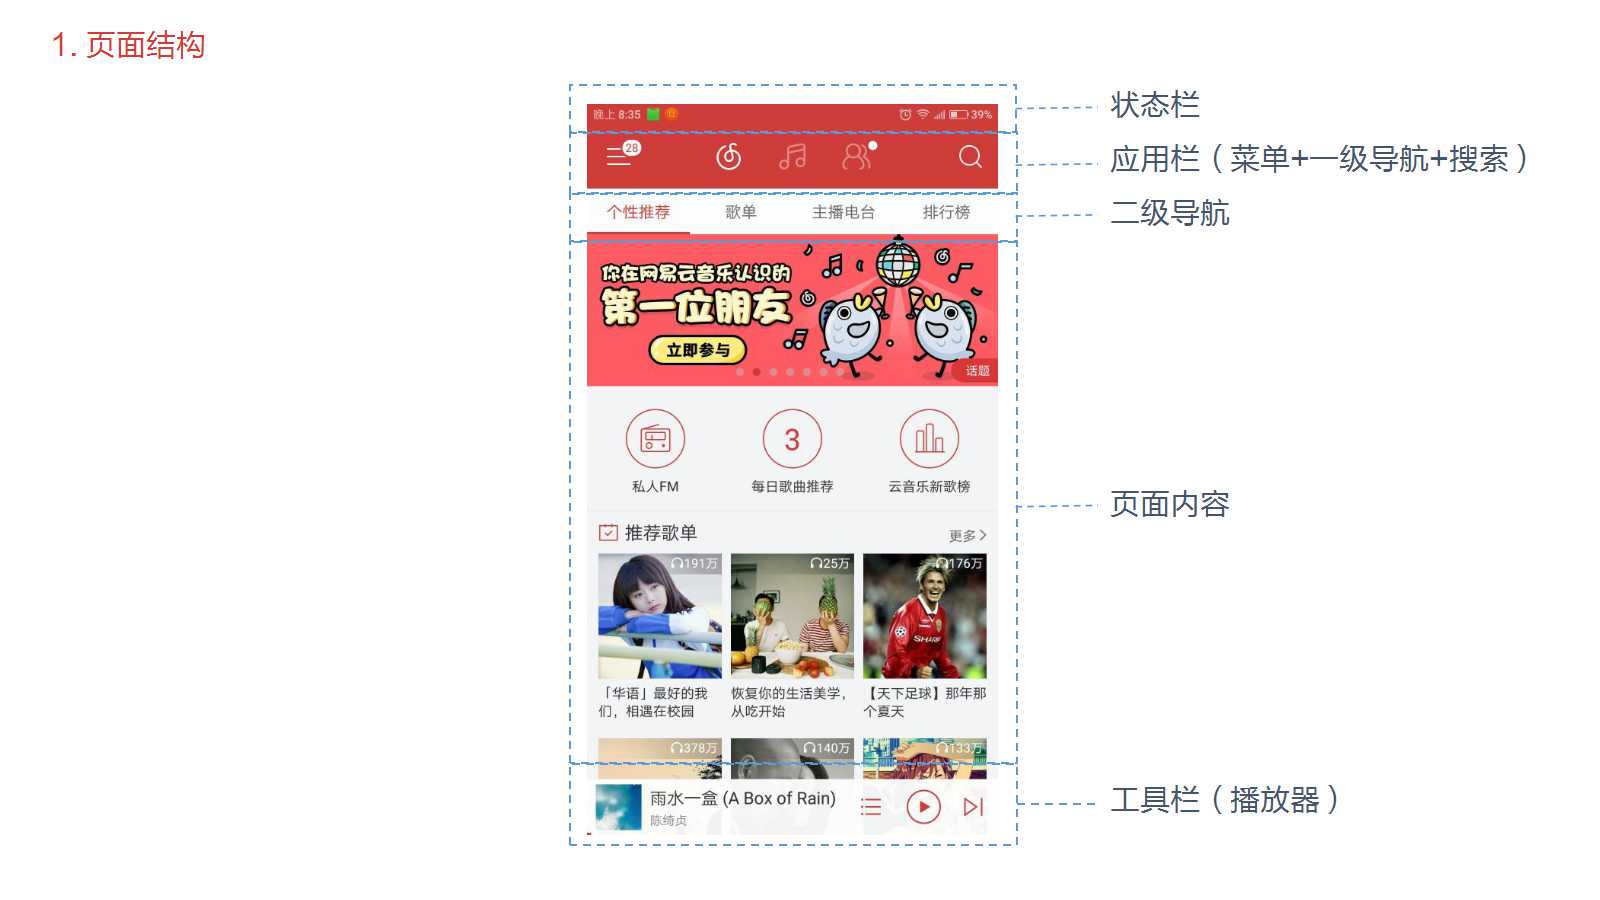 1. 页面结构
状态栏
晚上 8:35
39%
应用栏（菜单+一级导航+搜索）
28
二级导航
个性推荐 歌单 主播电台 排行榜
你在网易云音乐认识的
第一位朋友
立即参与
话题
3
私人FM 每日歌曲推荐 云音乐新歌榜
页面内容
推荐歌单 更多
191万 25万 176万
SHARP
「华语」最好的我们，相遇在校园
恢复你的生活美学，从吃开始
【天下足球】那年那个夏天
378万 140万 133万
工具栏（播放器）
雨水一盒 (A Box of Rain)
陈绮贞